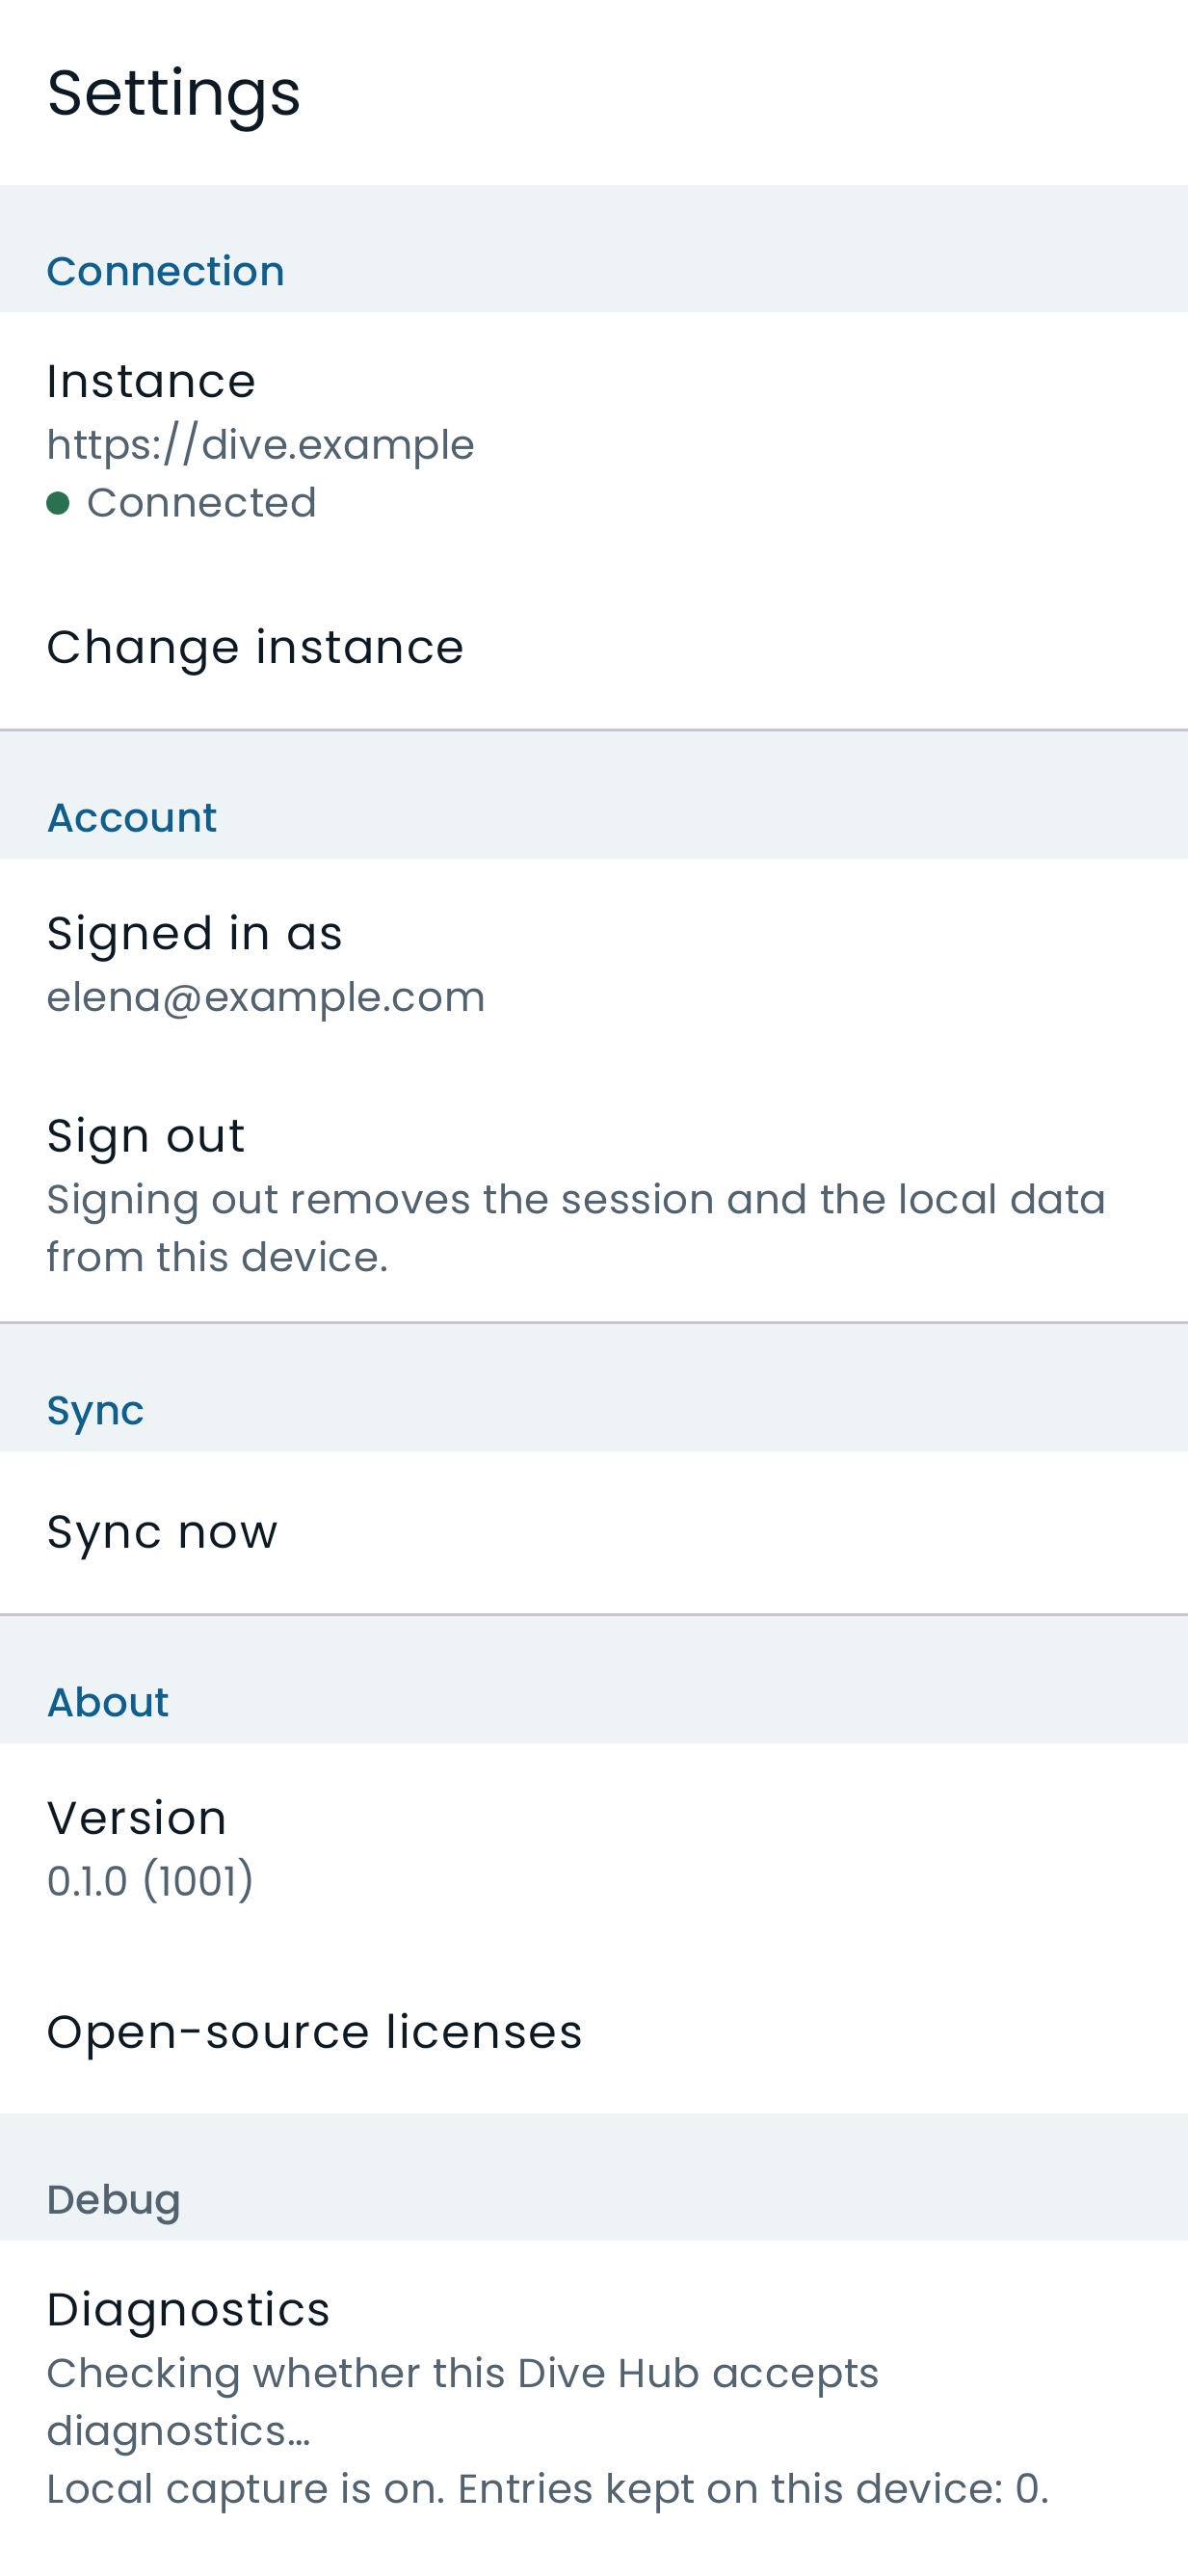 Settings
Connection
Instance
https://dive.example
Connected
Change instance
Account
Signed in as
elena@example.com
Sign out
Signing out removes the session and the local data
from this device.
Sync
Sync now
About
Version
0.1.0 (1001)
Open-source licenses
Debug
Diagnostics
Checking whether this Dive Hub accepts
diagnostics…
Local capture is on. Entries kept on this device: 0.